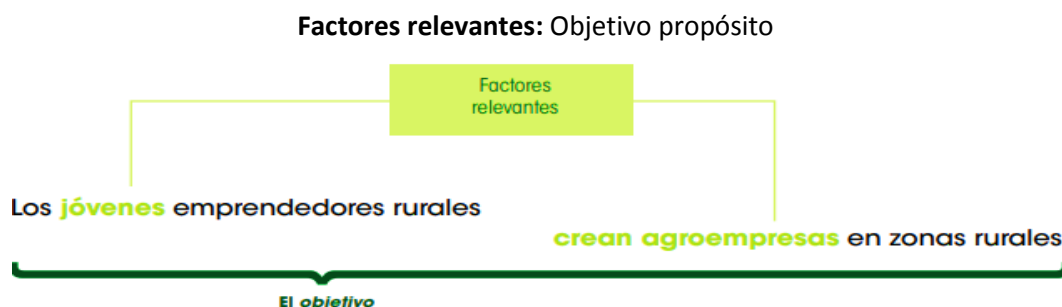 Factores relevantes: Objetivo propósito
Factores
relevantes
Los jóvenes emprendedores rurales
crean agroempresas en zonas rurales
El objetivo